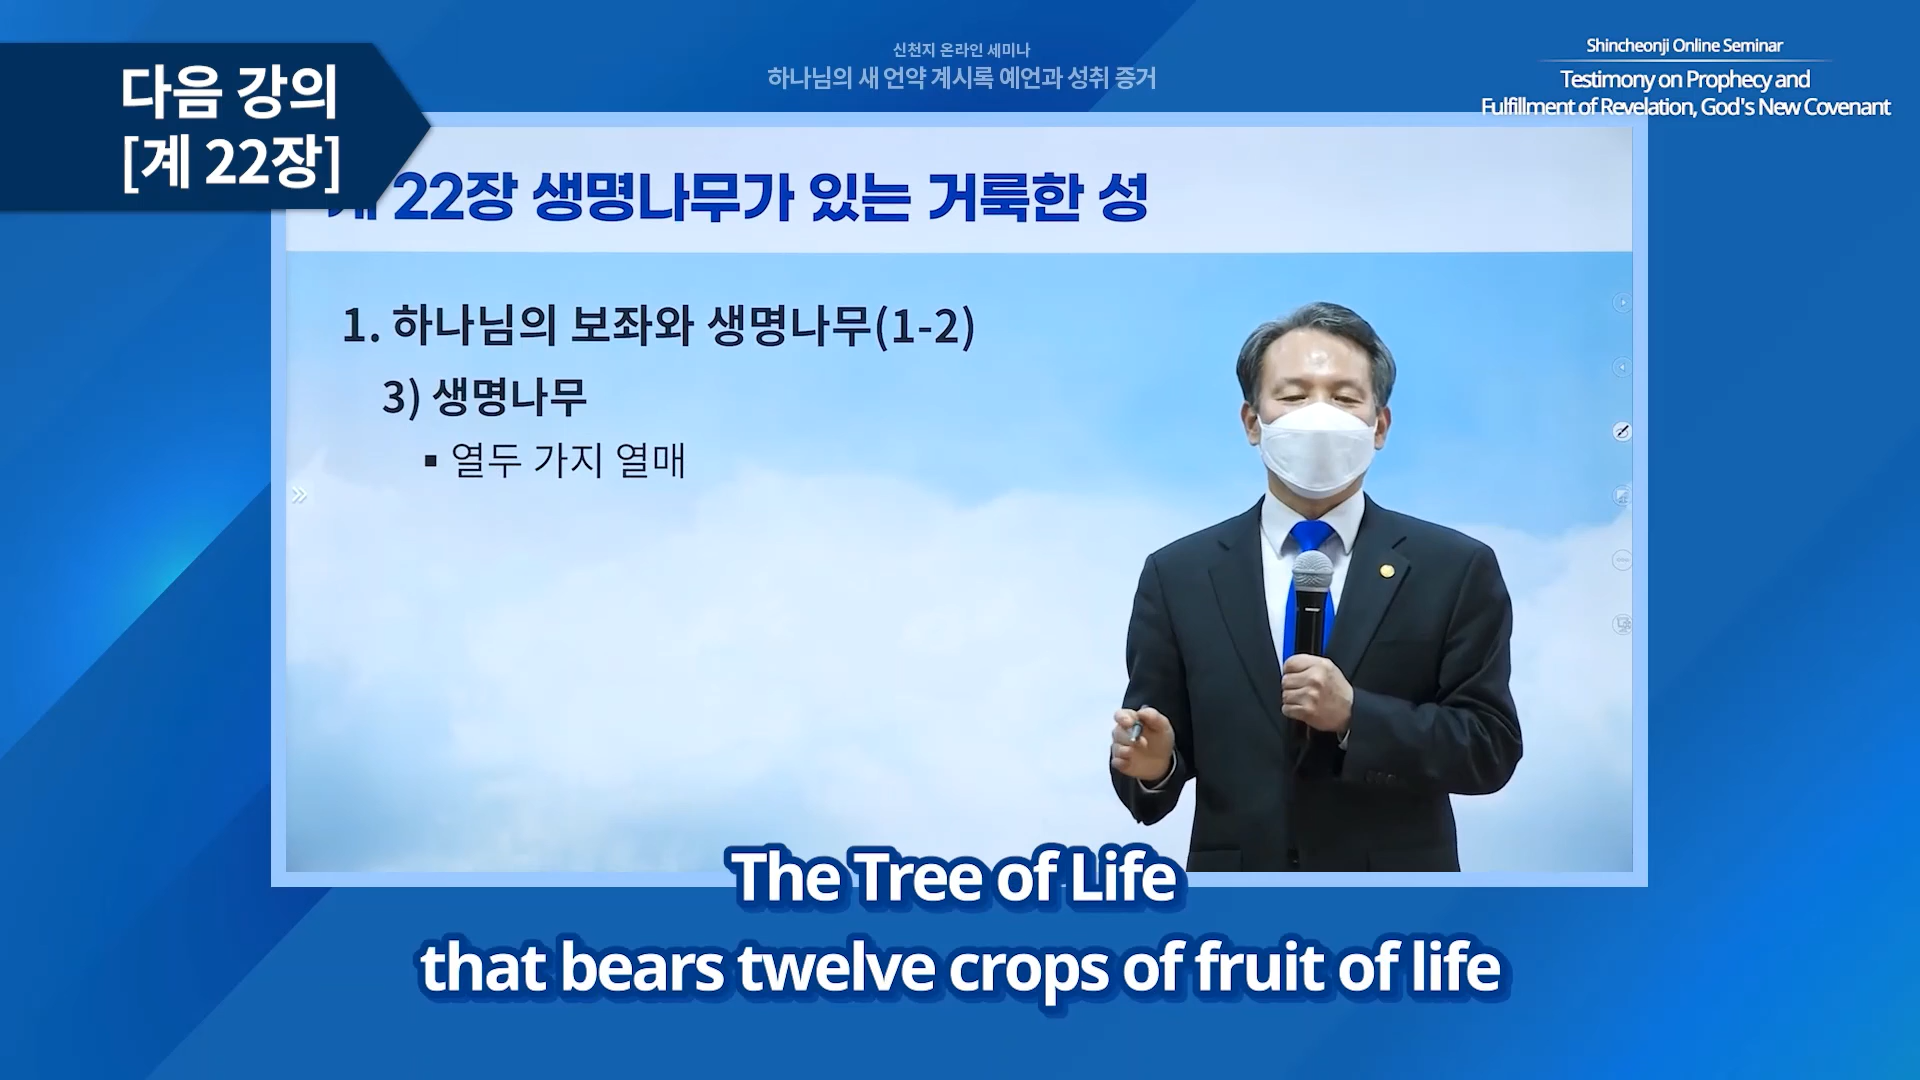 다음 강의
[계 22장]
신천지 온라인 세미나
하나님의 새 언약 계시록 예언과 성취 증거
Shincheonji Online Seminar
Testimony on Prophecy and
Fulfillment of Revelation, God's New Covenant
계 22장 생명나무가 있는 거룩한 성
1. 하나님의 보좌와 생명나무(1-2)
3) 생명나무
▪ 열두 가지 열매
The Tree of Life
that bears twelve crops of fruit of life